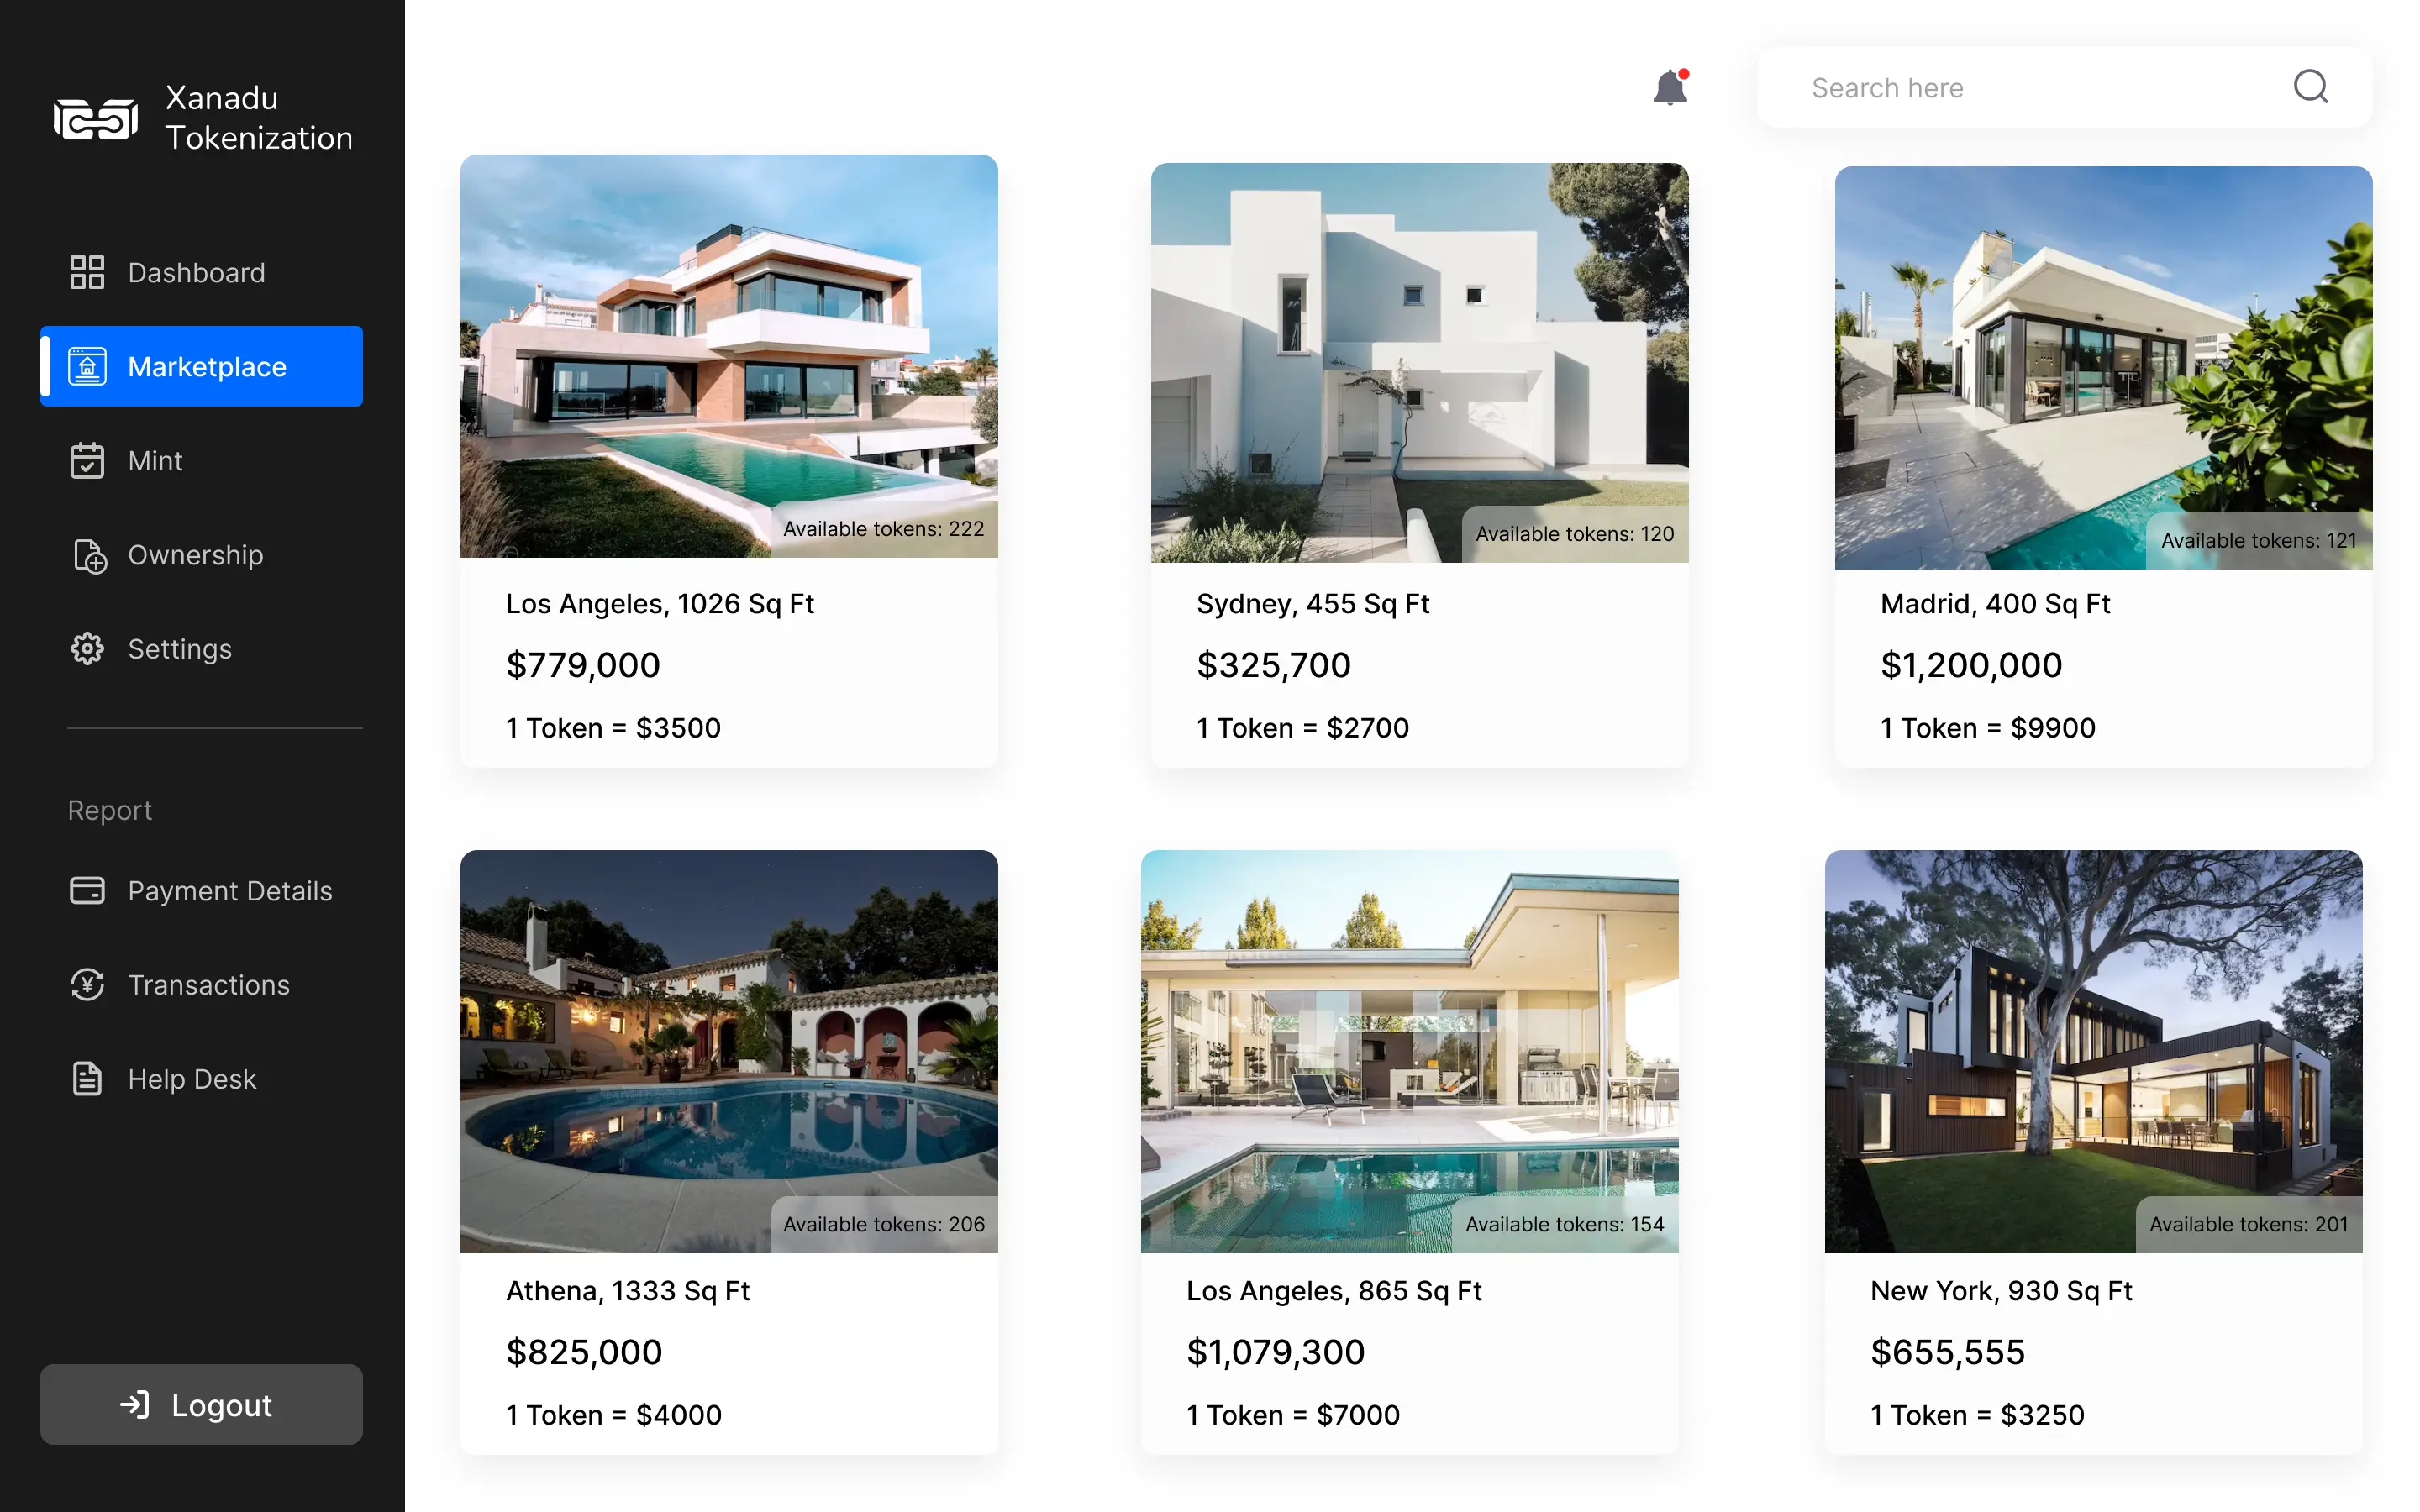 Xanadu
Tokenization
Dashboard
Marketplace
Mint
Ownership
Settings
Report
Payment Details
Transactions
Help Desk
Logout
Search here
Available tokens: 222
Los Angeles, 1026 Sq Ft
$779,000
1 Token = $3500
Available tokens: 120
Sydney, 455 Sq Ft
$325,700
1 Token = $2700
Available tokens: 121
Madrid, 400 Sq Ft
$1,200,000
1 Token = $9900
Available tokens: 206
Athena, 1333 Sq Ft
$825,000
1 Token = $4000
Available tokens: 154
Los Angeles, 865 Sq Ft
$1,079,300
1 Token = $7000
Available tokens: 201
New York, 930 Sq Ft
$655,555
1 Token = $3250